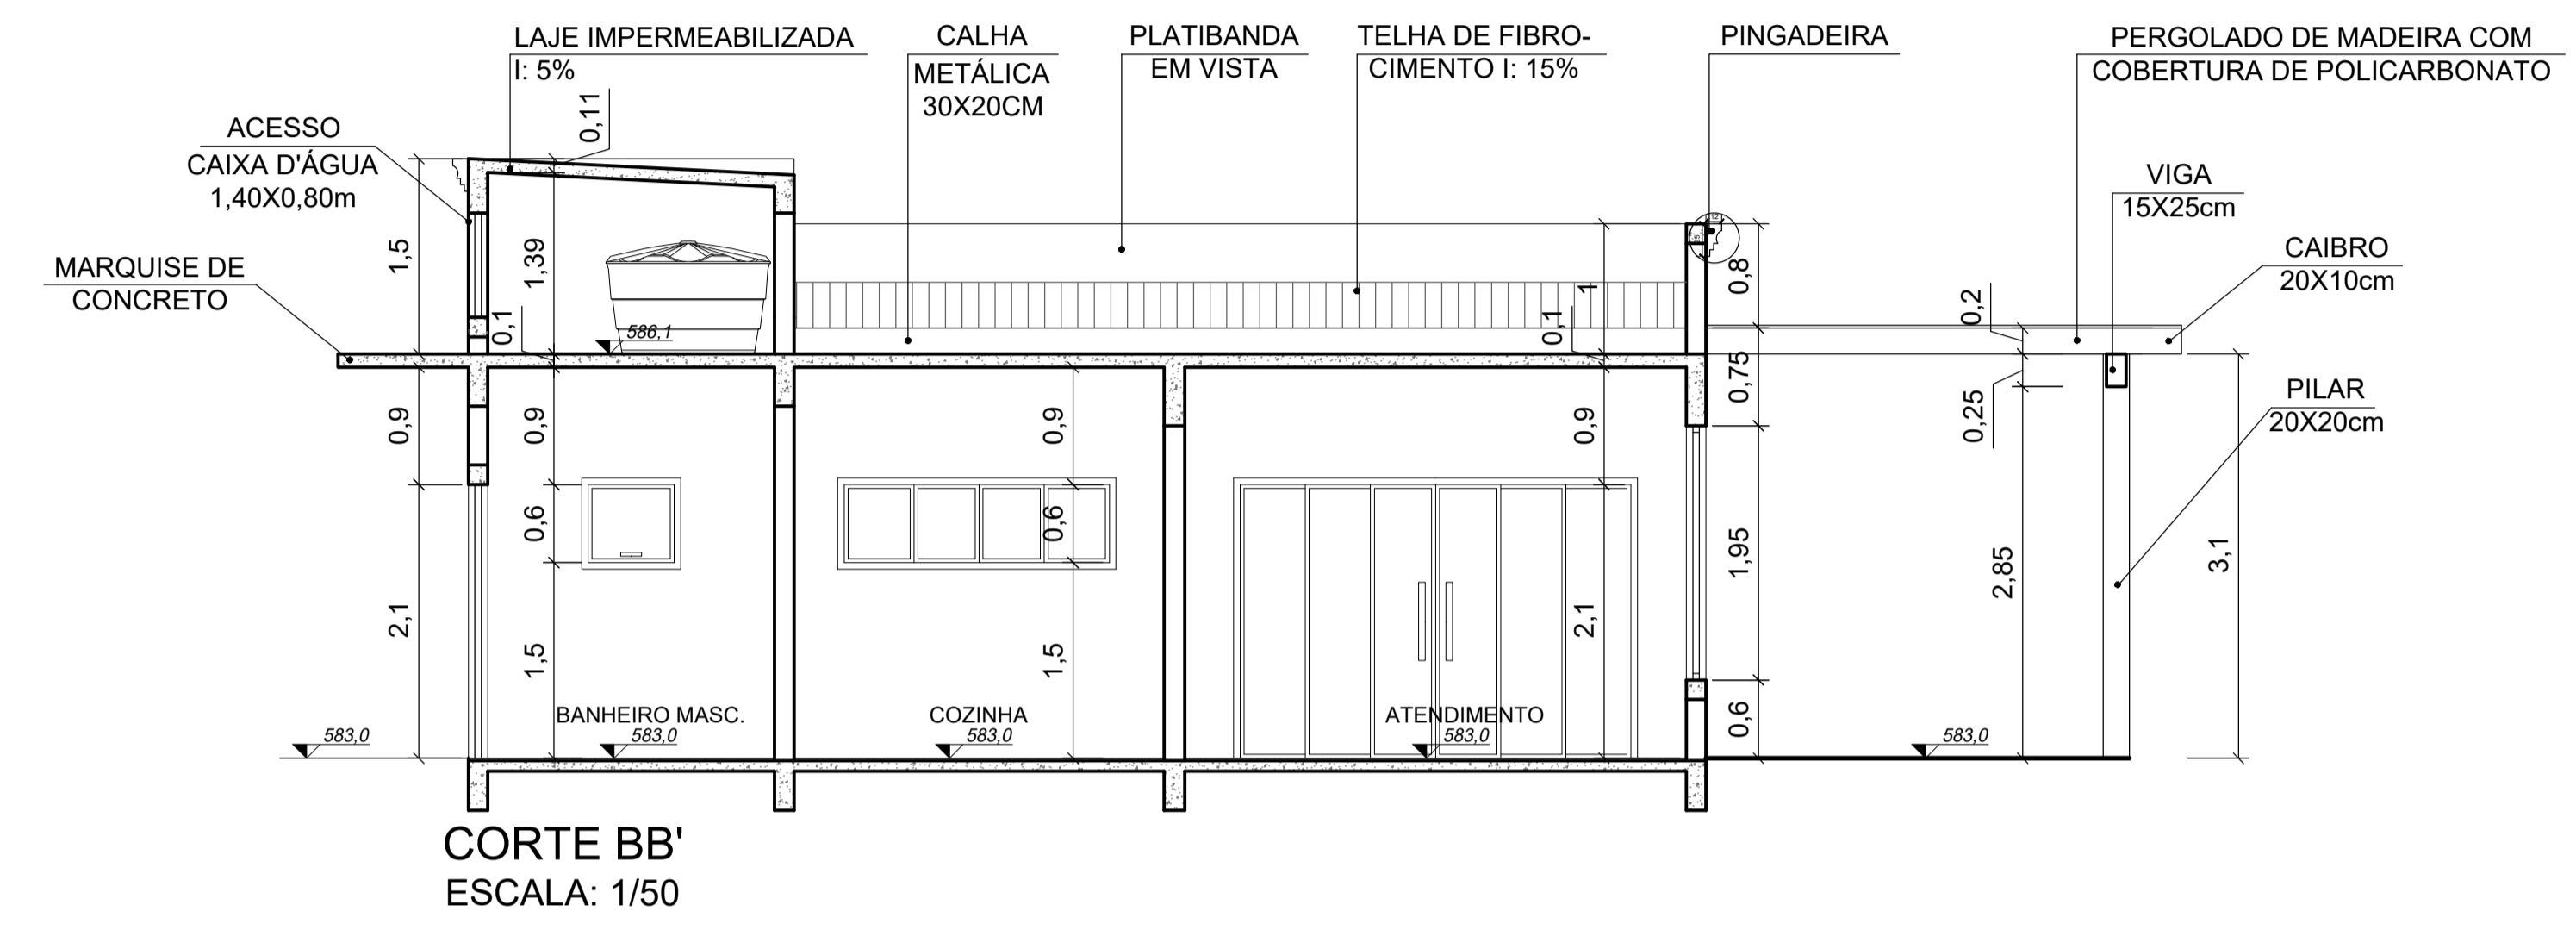 LAJE IMPERMEABILIZADA
I: 5%
CALHA
METÁLICA
30X20CM
PLATIBANDA
EM VISTA
TELHA DE FIBRO-
CIMENTO I: 15%
PINGADEIRA
PERGOLADO DE MADEIRA COM
COBERTURA DE POLICARBONATO
ACESSO
CAIXA D'ÁGUA
1,40X0,80m
MARQUISE DE
CONCRETO
VIGA
15X25cm
CAIBRO
20X10cm
PILAR
20X20cm
0,11
1,5
1,39
0,1
586,1
12
1
0,1
0,8
0,2
0,75
0,25
0,9
0,9
0,9
0,9
0,6
0,6
1,95
2,85
3,1
2,1
1,5
1,5
2,1
0,6
BANHEIRO MASC.
COZINHA
ATENDIMENTO
583,0
583,0
583,0
583,0
583,0
CORTE BB'
ESCALA: 1/50